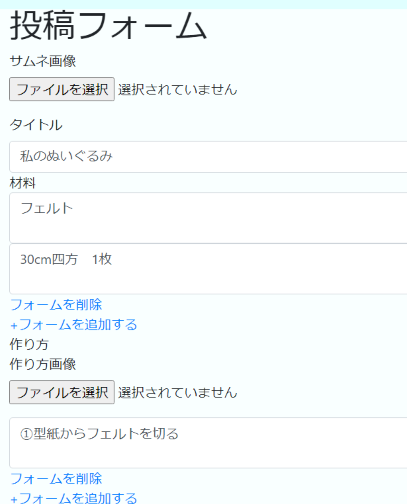 投稿フォーム
サムネ画像
ファイルを選択 選択されていません
タイトル
私のぬいぐるみ
材料
フェルト
30cm四方　1枚
フォームを削除
+フォームを追加する
作り方
作り方画像
ファイルを選択 選択されていません
①型紙からフェルトを切る
フォームを削除
+フォームを追加する